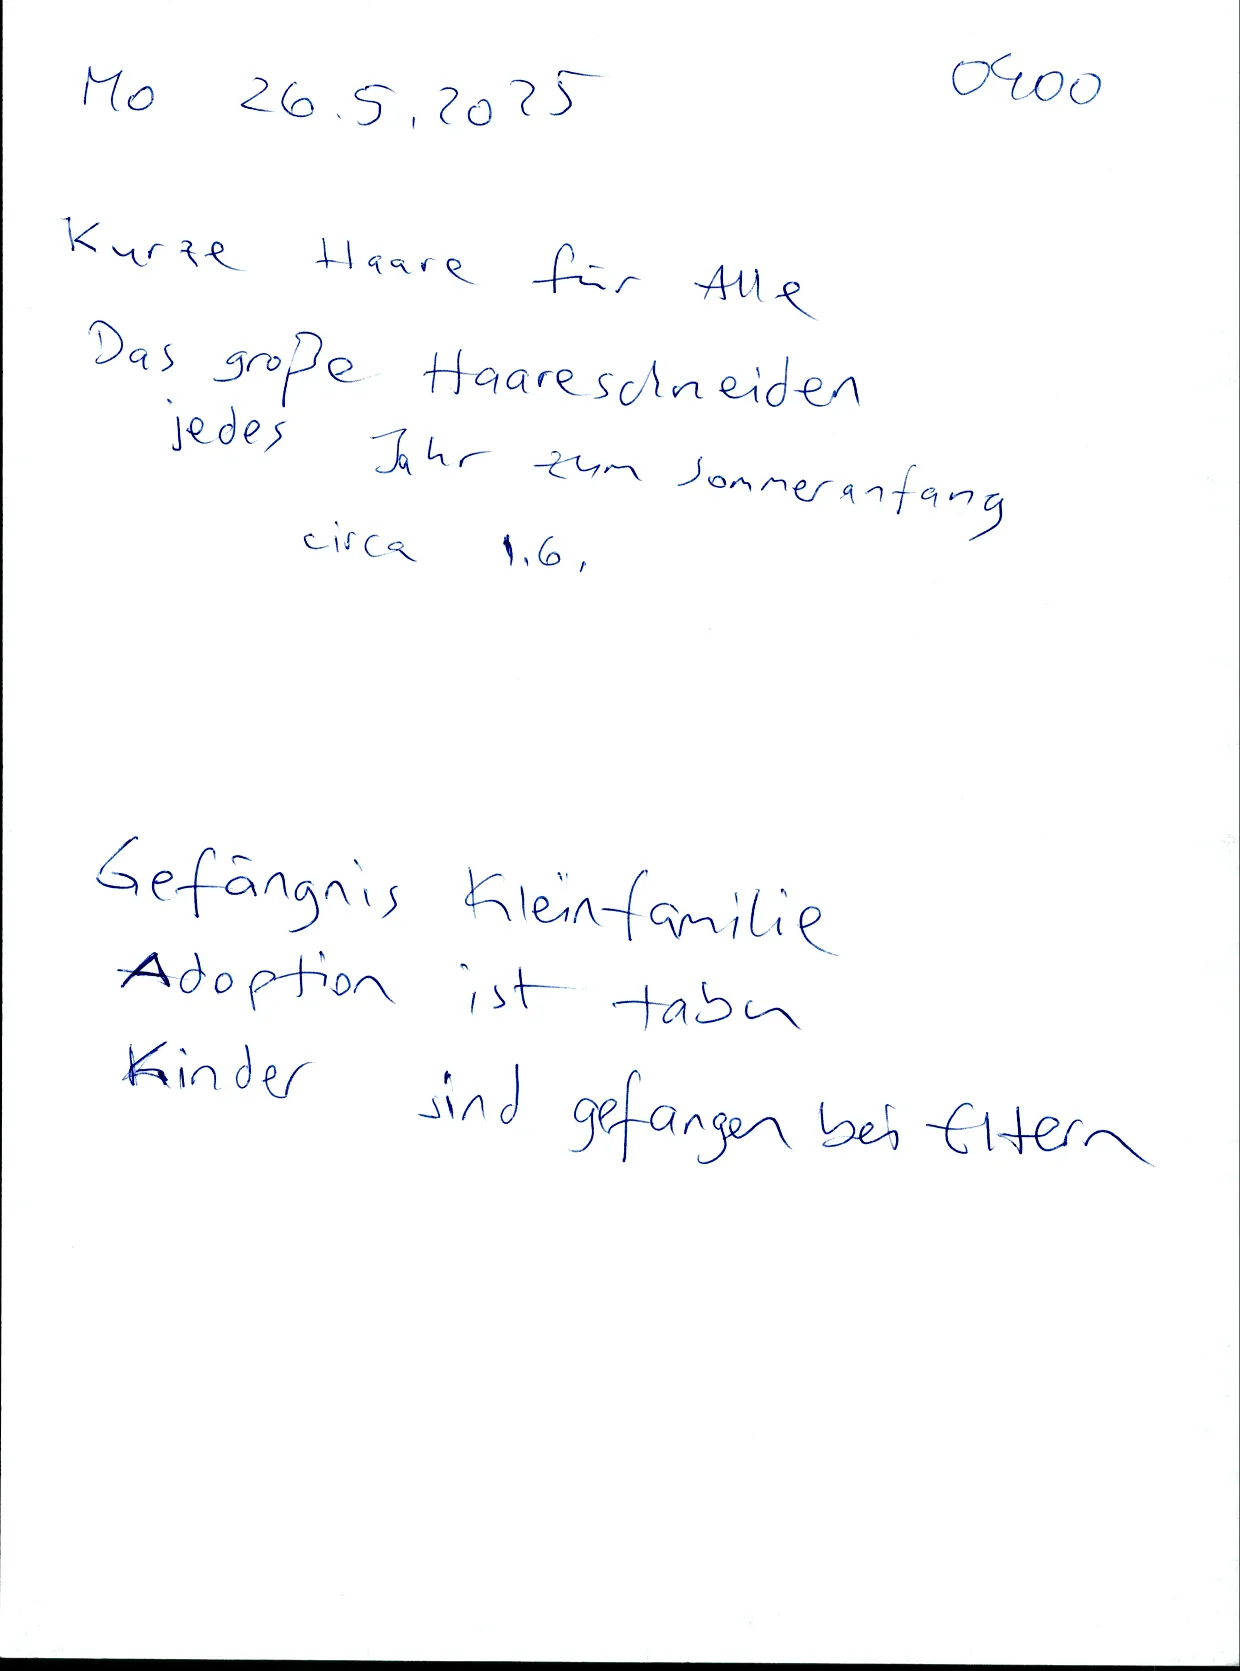 Mo 26.5.2025 0400
Kurze Haare für Alle
Das große Haareschneiden
jedes Jahr zum Sommeranfang
circa 1.6.
Gefängnis Kleinfamilie
Adoption ist tabu
Kinder sind gefangen bei Eltern